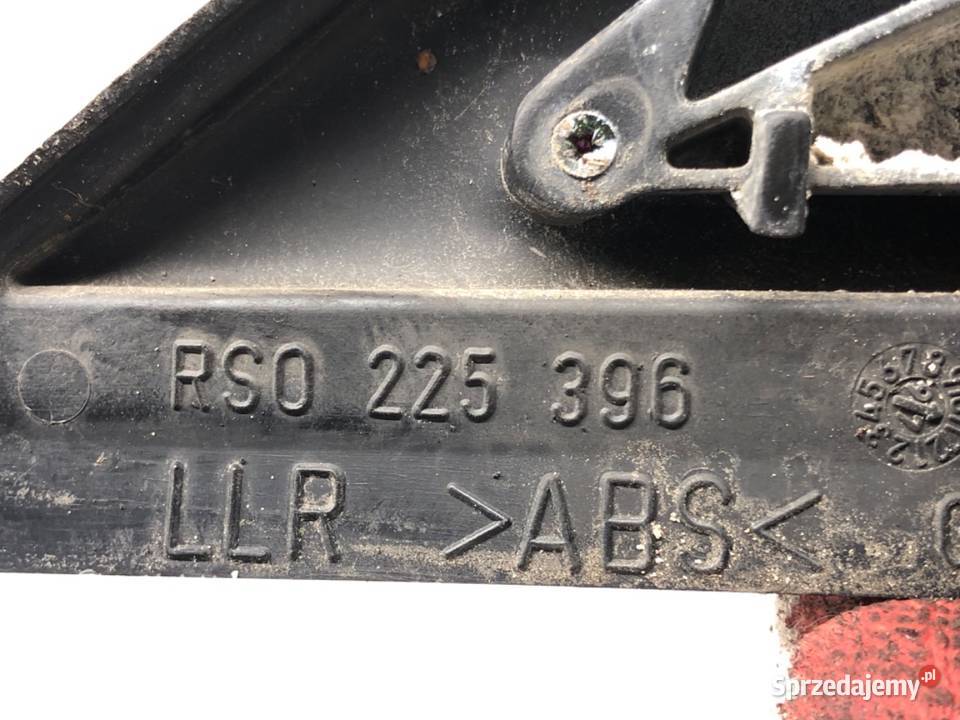 RSO 225 396
LLR >ABS<
Sprzedajemy.pl